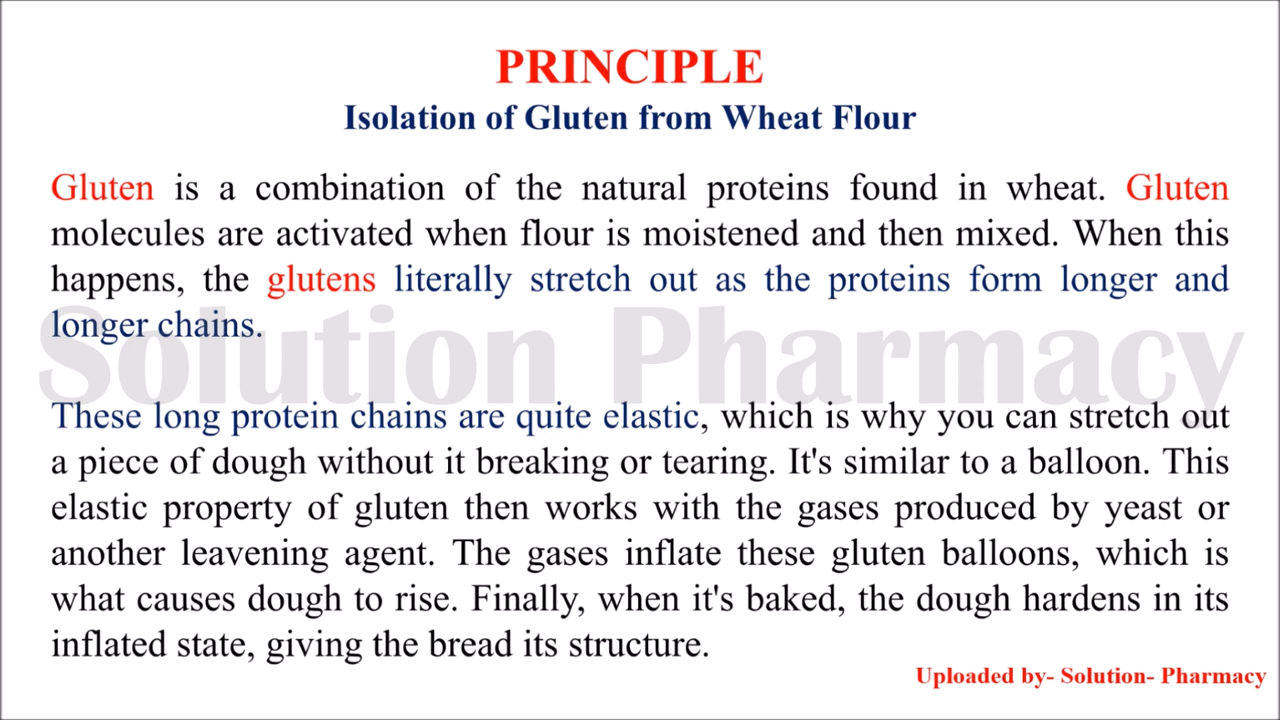 PRINCIPLE
Isolation of Gluten from Wheat Flour
Gluten is a combination of the natural proteins found in wheat. Gluten
molecules are activated when flour is moistened and then mixed. When this
happens, the glutens literally stretch out as the proteins form longer and
longer chains.
Solution Pharmacy
These long protein chains are quite elastic, which is why you can stretch out
a piece of dough without it breaking or tearing. It's similar to a balloon. This
elastic property of gluten then works with the gases produced by yeast or
another leavening agent. The gases inflate these gluten balloons, which is
what causes dough to rise. Finally, when it's baked, the dough hardens in its
inflated state, giving the bread its structure.
Uploaded by- Solution- Pharmacy